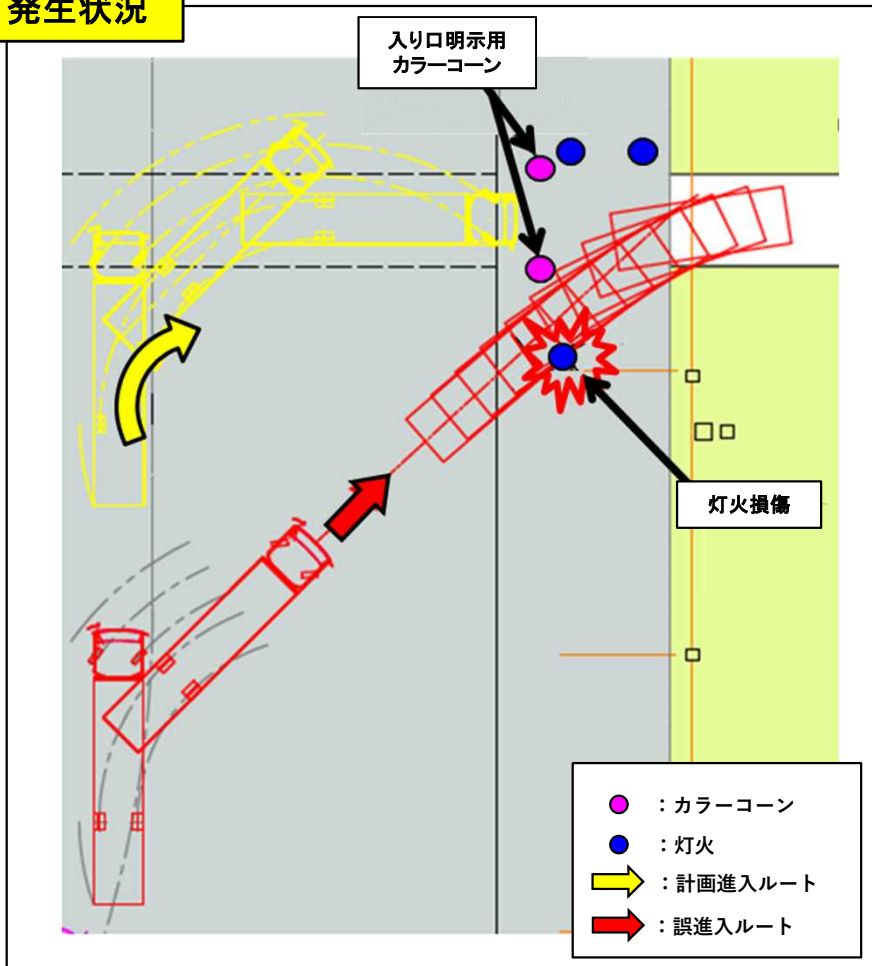 発生状況
入り口明示用
カラーコーン
灯火損傷
：カラーコーン
：灯火
：計画進入ルート
：誤進入ルート